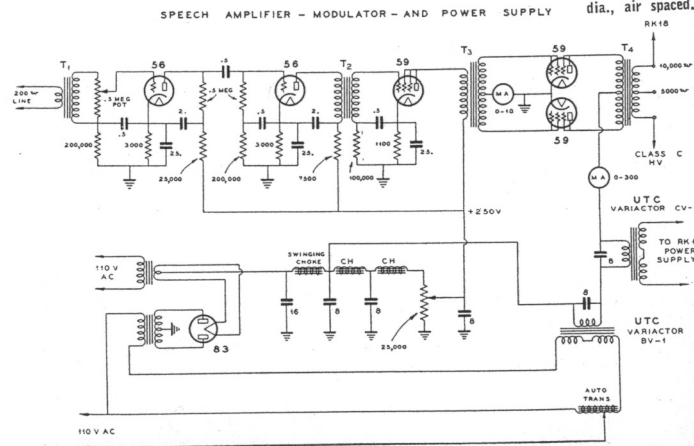 SPEECH AMPLIFIER – MODULATOR – AND POWER SUPPLY
dia., air spaced.
RK18
T1
56
.5
56
T2
59
T3
59
T4
10,000ω
5000ω
200ω
LINE
.5 MEG
POT
.5 MEG
MA
0-10
59
.5
2.
.5
2.
.5
200,000
3000
25.
25,000
200,000
3000
25.
7500
100,000
1100
25.
CLASS C
HV
MA
0-300
+250V
UTC
VARIACTOR CV-
TO RK-
POWER
SUPPLY
8
110 V
AC
SWINGING
CHOKE
CH
CH
16
8
8
25,000
8
8
83
UTC
VARIACTOR
BV-1
AUTO
TRANS
110 V AC